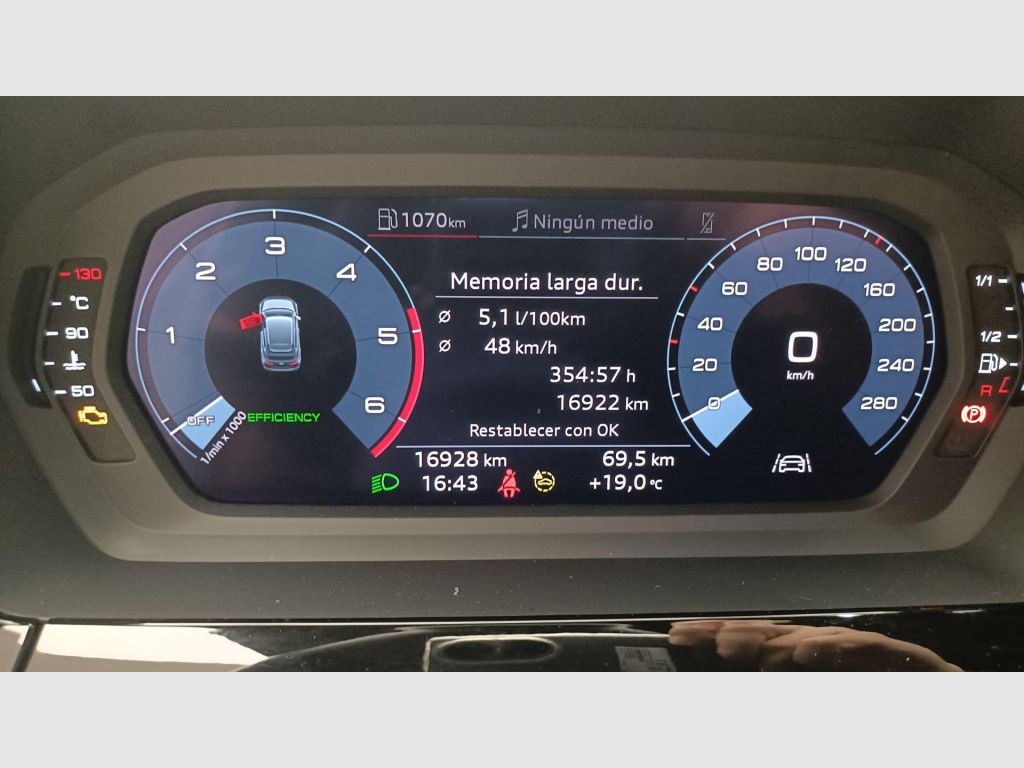 1070 km
Ningún medio
1
2
3
4
5
6
OFF
1/min x 1000
EFFICIENCY
Memoria larga dur.
Ø 5,1 l/100km
Ø 48 km/h
354:57 h
16922 km
Restablecer con OK
16928 km
69,5 km
16:43
+19,0 °C
0
20
40
60
80
100
120
160
200
240
280
0
km/h
130
°C
90
50
1/1
1/2
R
P